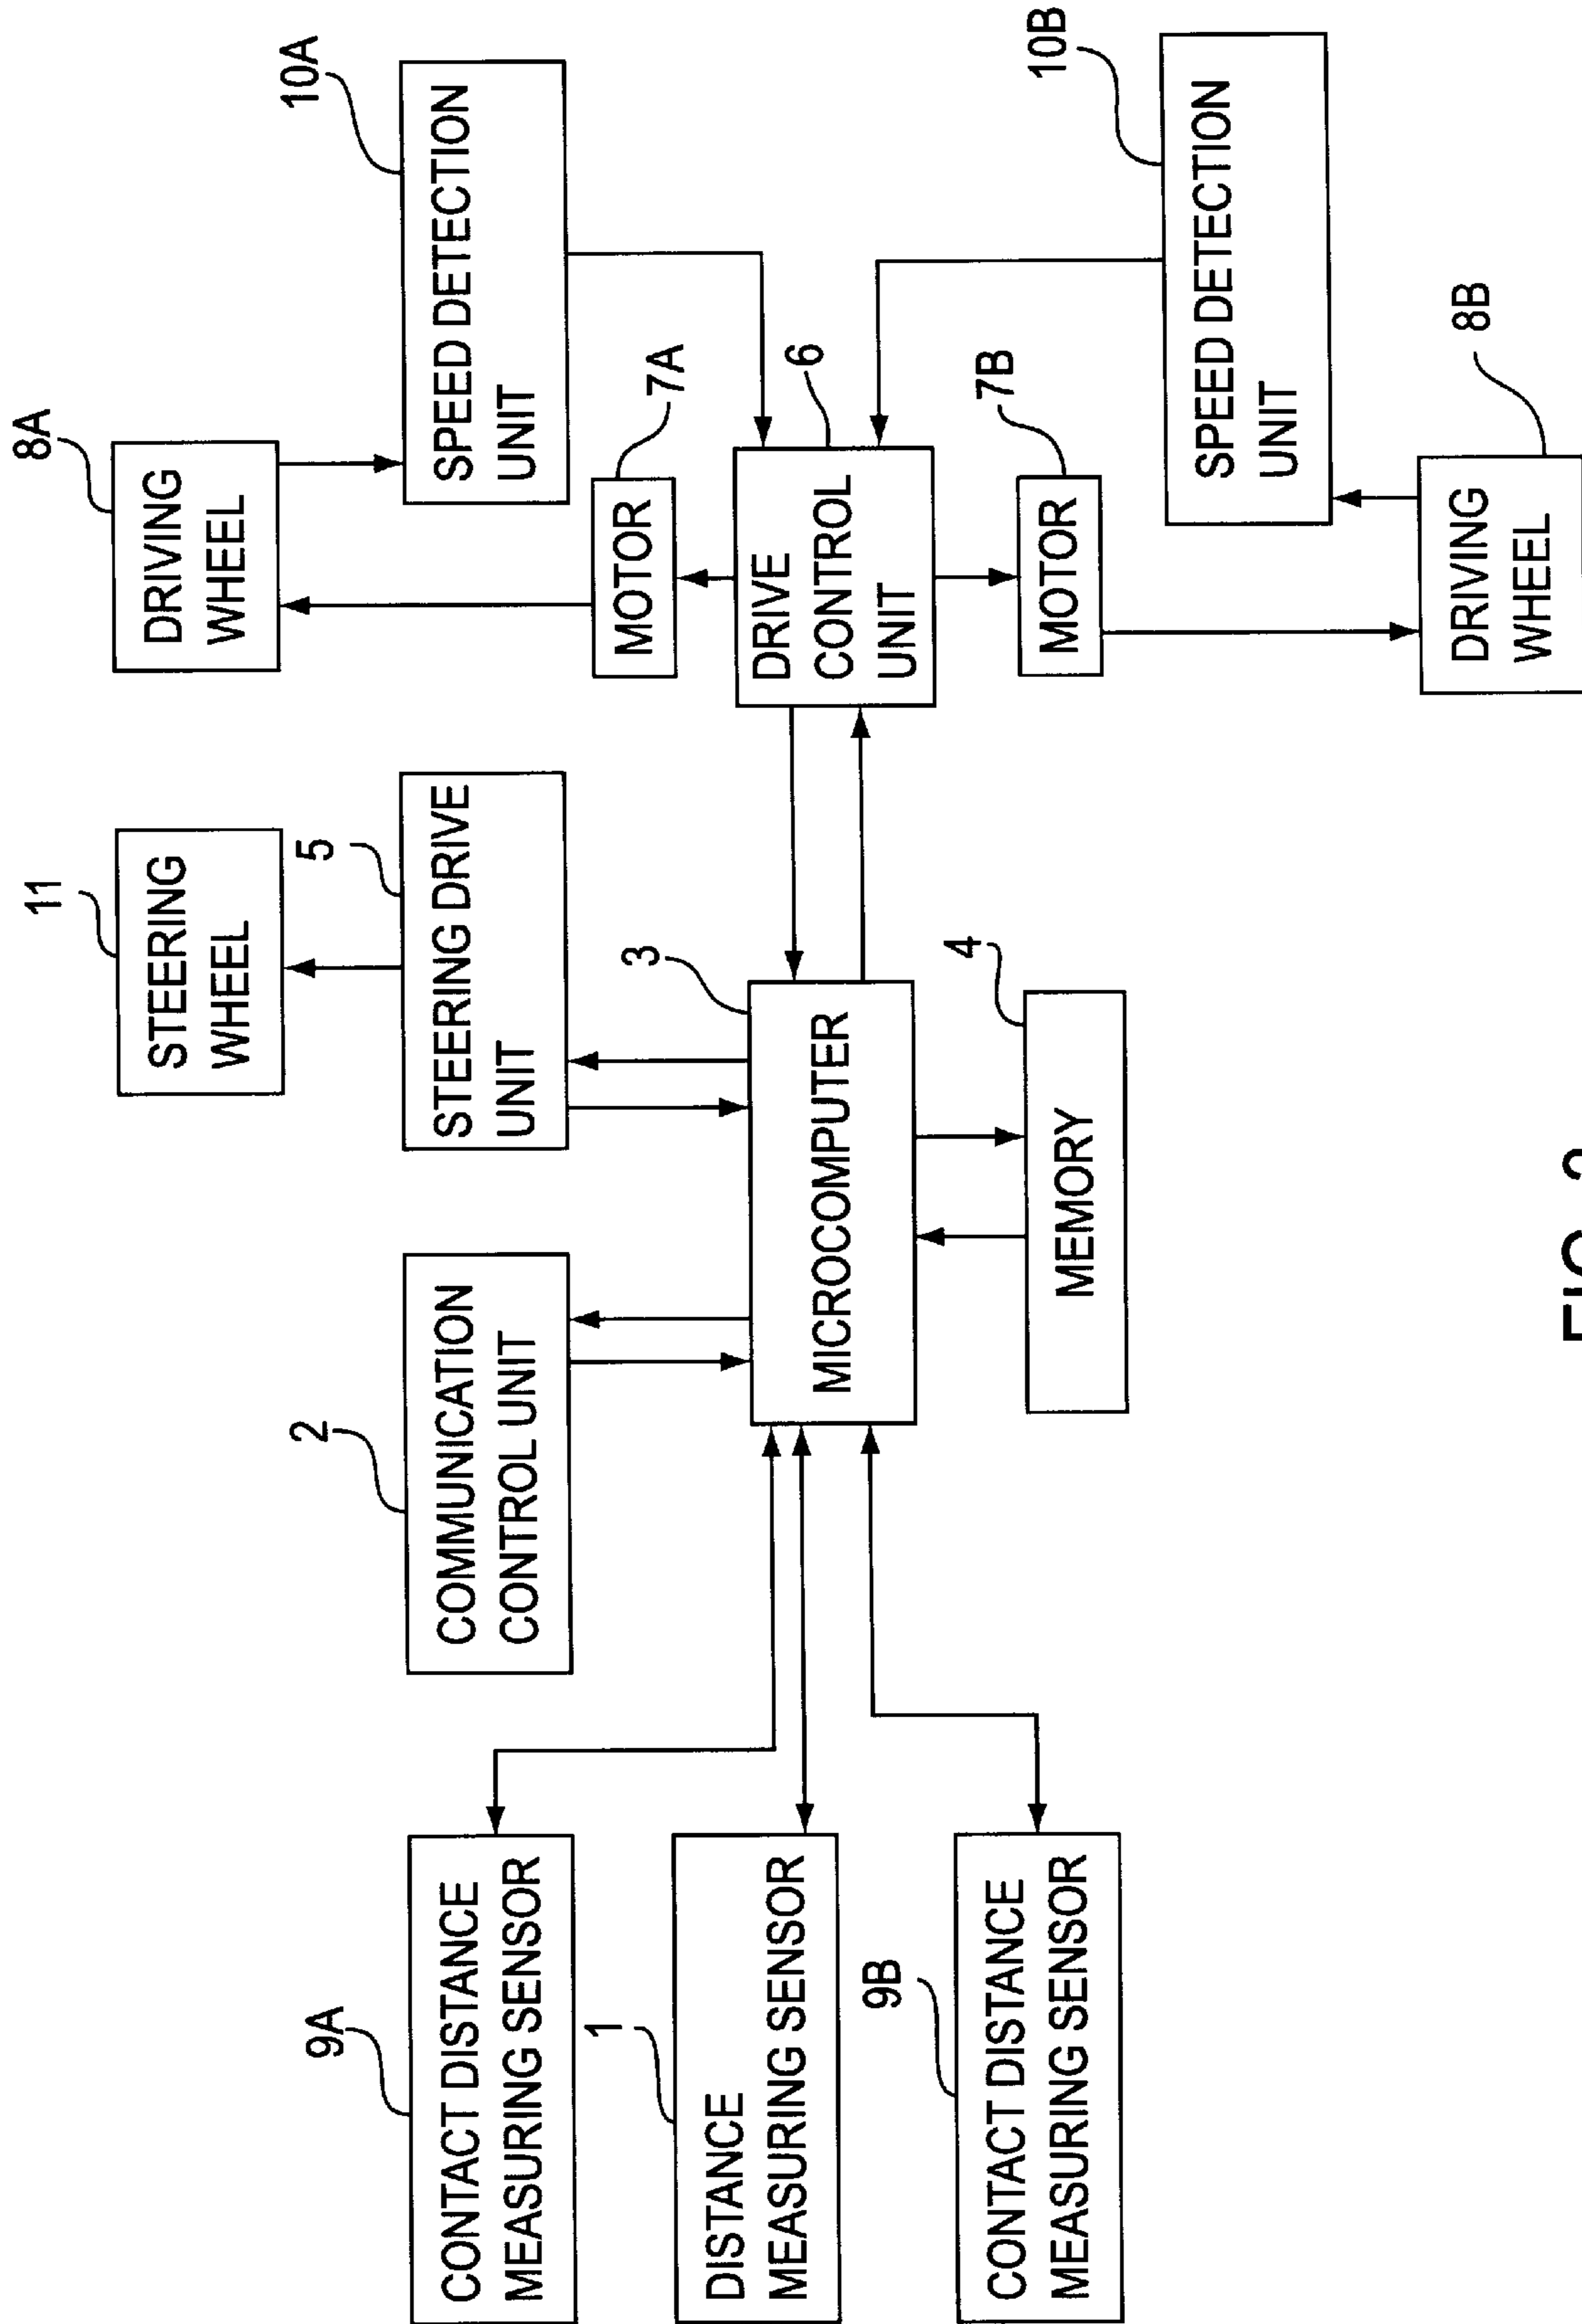 11
8A
STEERING
WHEEL
DRIVING
WHEEL
9A
2
5
10A
CONTACT DISTANCE
MEASURING SENSOR
COMMUNICATION
CONTROL UNIT
STEERING DRIVE
UNIT
SPEED DETECTION
UNIT
1
3
7A
DISTANCE
MEASURING SENSOR
MOTOR
MICROCOMPUTER
6
DRIVE
CONTROL
UNIT
9B
4
7B
10B
CONTACT DISTANCE
MEASURING SENSOR
MEMORY
MOTOR
SPEED DETECTION
UNIT
8B
DRIVING
WHEEL
FIG.